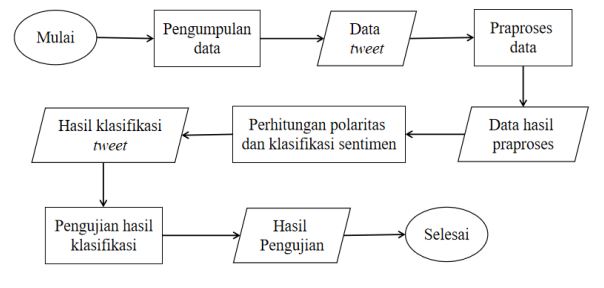 Mulai
Pengumpulan
data
Data
tweet
Praproses
data
Data hasil
praproses
Perhitungan polaritas
dan klasifikasi sentimen
Hasil klasifikasi
tweet
Pengujian hasil
klasifikasi
Hasil
Pengujian
Selesai